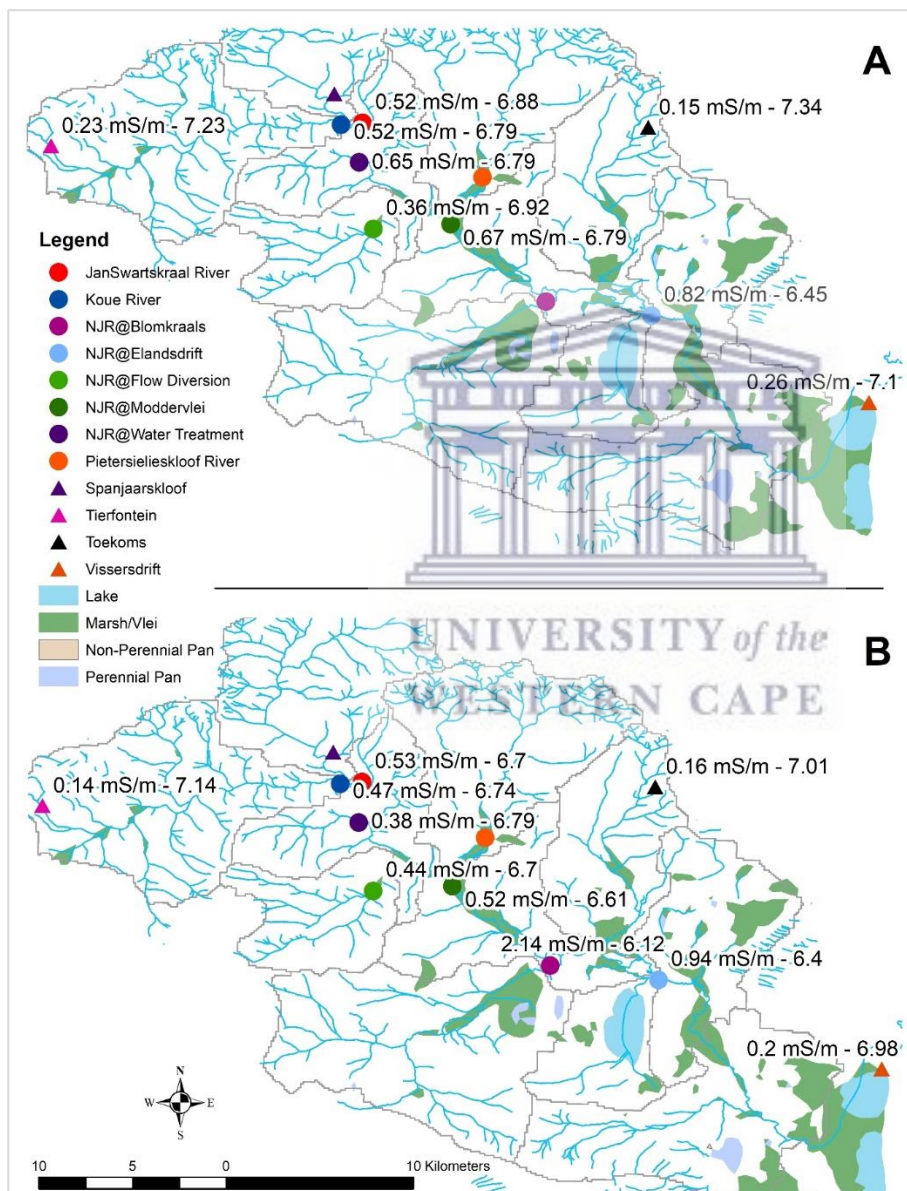 A
0.52 mS/m - 6.88
0.15 mS/m - 7.34
0.23 mS/m - 7.23
0.52 mS/m - 6.79
0.65 mS/m - 6.79
0.36 mS/m - 6.92
0.67 mS/m - 6.79
0.82 mS/m - 6.45
0.26 mS/m - 7.1
Legend
JanSwartskraal River
Koue River
NJR@Blomkraals
NJR@Elandsdrift
NJR@Flow Diversion
NJR@Moddervlei
NJR@Water Treatment
Pietersielieskloof River
Spanjaarskloof
Tierfontein
Toekoms
Vissersdrift
Lake
Marsh/Vlei
Non-Perennial Pan
Perennial Pan
UNIVERSITY of the
WESTERN CAPE
B
0.53 mS/m - 6.7
0.16 mS/m - 7.01
0.14 mS/m - 7.14
0.47 mS/m - 6.74
0.38 mS/m - 6.79
0.44 mS/m - 6.7
0.52 mS/m - 6.61
2.14 mS/m - 6.12
0.94 mS/m - 6.4
0.2 mS/m - 6.98
N
W E
S
10 5 0 10 Kilometers